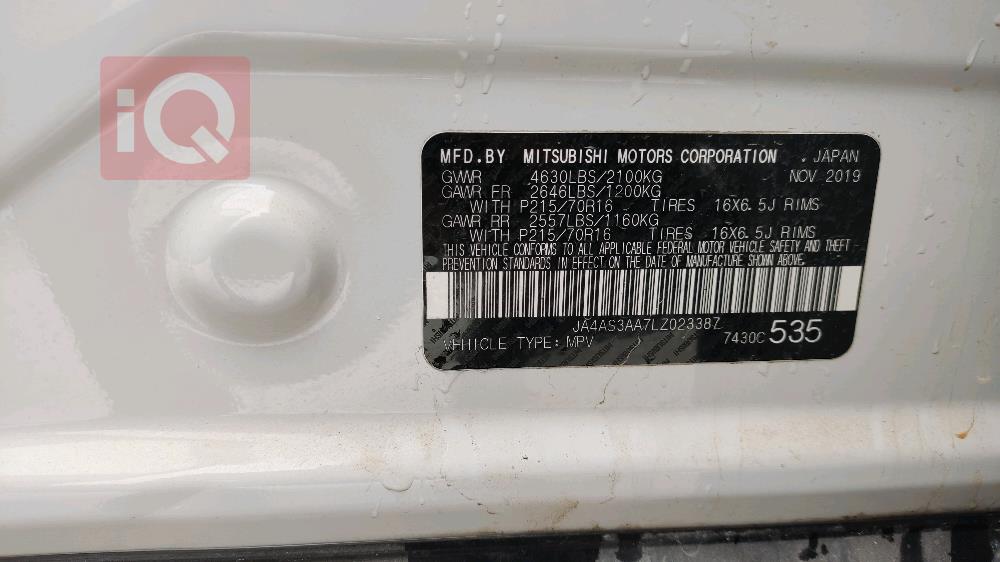 iQ
MFD.BY MITSUBISHI MOTORS CORPORATION . JAPAN
GVWR 4630LBS/2100KG NOV 2019
GAWR FR 2646LBS/1200KG
WITH P215/70R16 TIRES 16X6.5J RIMS
GAWR RR 2557LBS/1160KG
WITH P215/70R16 TIRES 16X6.5J RIMS
THIS VEHICLE CONFORMS TO ALL APPLICABLE FEDERAL MOTOR VEHICLE SAFETY AND THEFT
PREVENTION STANDARDS IN EFFECT ON THE DATE OF MANUFACTURE SHOWN ABOVE.
JA4AS3AA7LZ023387
VEHICLE TYPE: MPV 7430C 535